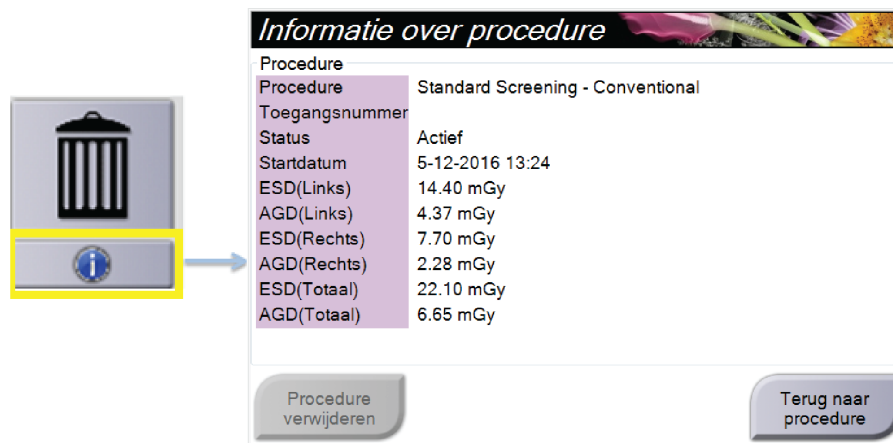 Informatie over procedure
Procedure
Procedure Standard Screening - Conventional
Toegangsnummer
Status Actief
Startdatum 5-12-2016 13:24
ESD(Links) 14.40 mGy
AGD(Links) 4.37 mGy
ESD(Rechts) 7.70 mGy
AGD(Rechts) 2.28 mGy
ESD(Totaal) 22.10 mGy
AGD(Totaal) 6.65 mGy
Procedure
verwijderen
Terug naar
procedure